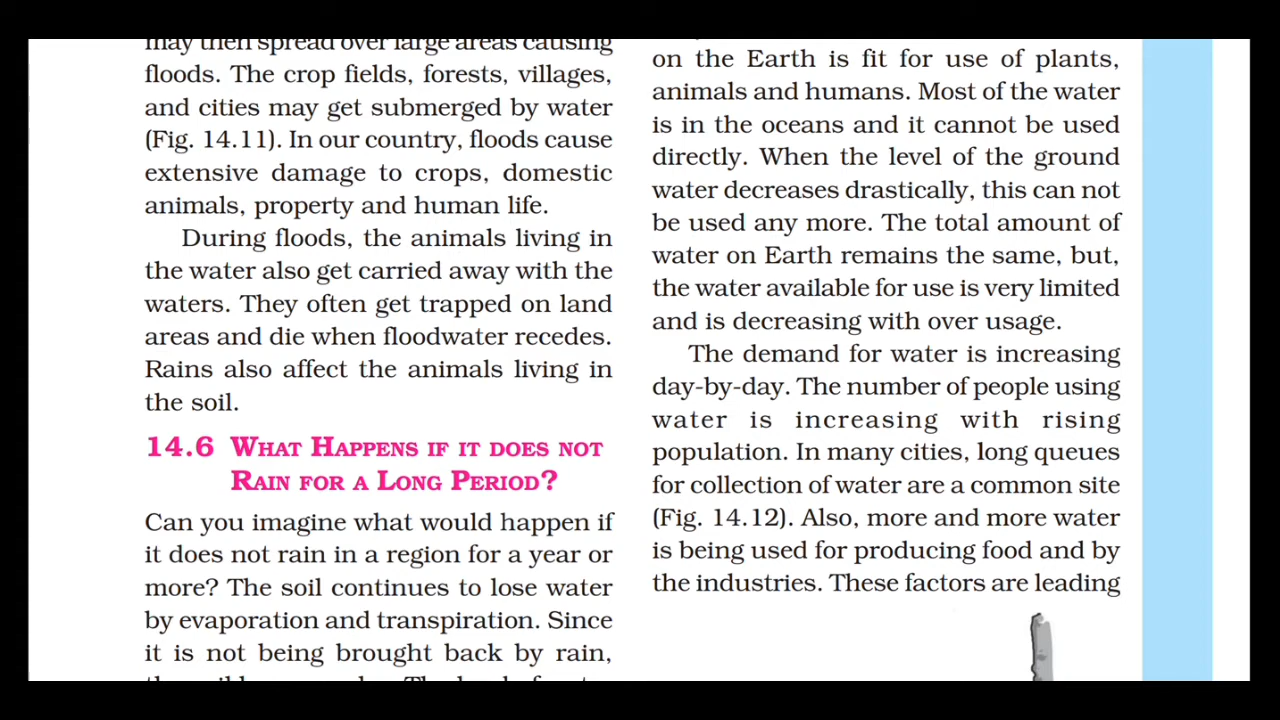 may then spread over large areas causing
floods. The crop fields, forests, villages,
and cities may get submerged by water
(Fig. 14.11). In our country, floods cause
extensive damage to crops, domestic
animals, property and human life.
During floods, the animals living in
the water also get carried away with the
waters. They often get trapped on land
areas and die when floodwater recedes.
Rains also affect the animals living in
the soil.
14.6 WHAT HAPPENS IF IT DOES NOT
RAIN FOR A LONG PERIOD?
Can you imagine what would happen if
it does not rain in a region for a year or
more? The soil continues to lose water
by evaporation and transpiration. Since
it is not being brought back by rain,
on the Earth is fit for use of plants,
animals and humans. Most of the water
is in the oceans and it cannot be used
directly. When the level of the ground
water decreases drastically, this can not
be used any more. The total amount of
water on Earth remains the same, but,
the water available for use is very limited
and is decreasing with over usage.
The demand for water is increasing
day-by-day. The number of people using
water is increasing with rising
population. In many cities, long queues
for collection of water are a common site
(Fig. 14.12). Also, more and more water
is being used for producing food and by
the industries. These factors are leading